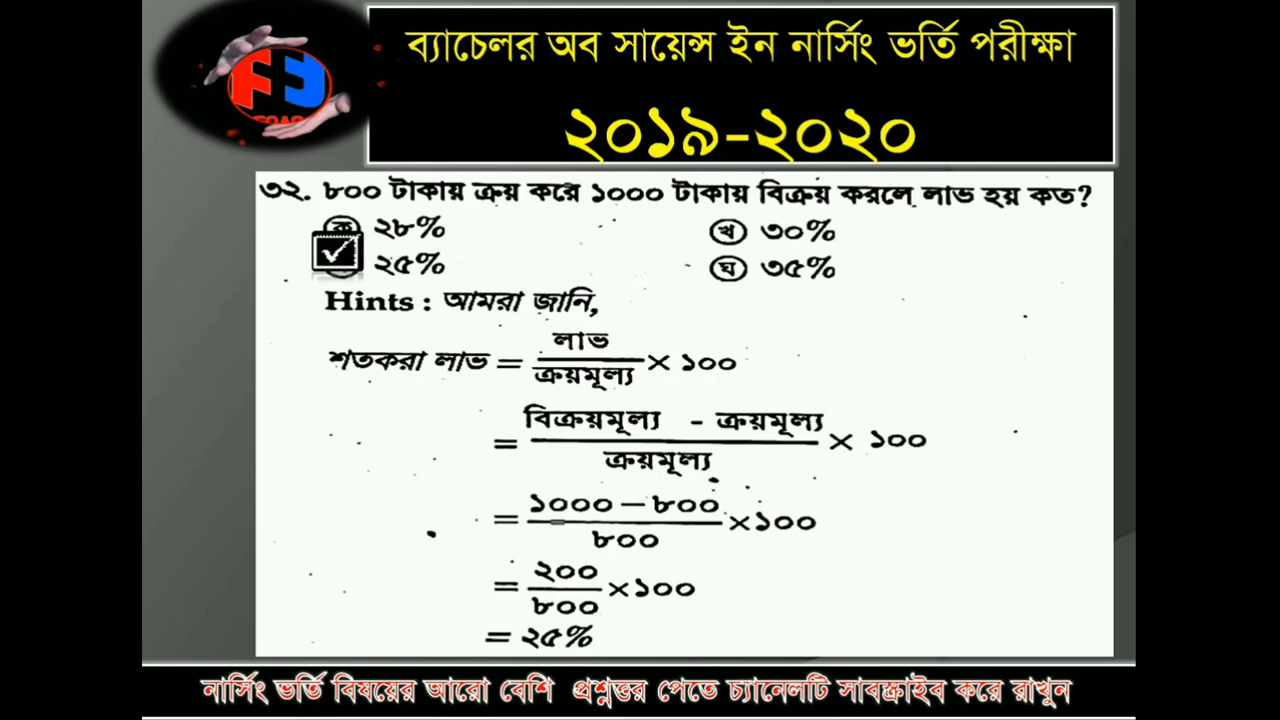 ব্যাচেলর অব সায়েন্স ইন নার্সিং ভর্তি পরীক্ষা
২০১৯-২০২০
৩২. ৮০০ টাকায় ক্রয় করে ১০০০ টাকায় বিক্রয় করলে লাভ হয় কত?
ক ২৮% খ ৩০%
২৫% ঘ ৩৫%
Hints : আমরা জানি,
শতকরা লাভ = লাভ / ক্রয়মূল্য × ১০০
= বিক্রয়মূল্য - ক্রয়মূল্য / ক্রয়মূল্য × ১০০
= ১০০০ – ৮০০ / ৮০০ × ১০০
= ২০০ / ৮০০ × ১০০
= ২৫%
নার্সিং ভর্তি বিষয়ের আরো বেশি প্রশ্নত্তর পেতে চ্যানেলটি সাবস্ক্রাইব করে রাখুন